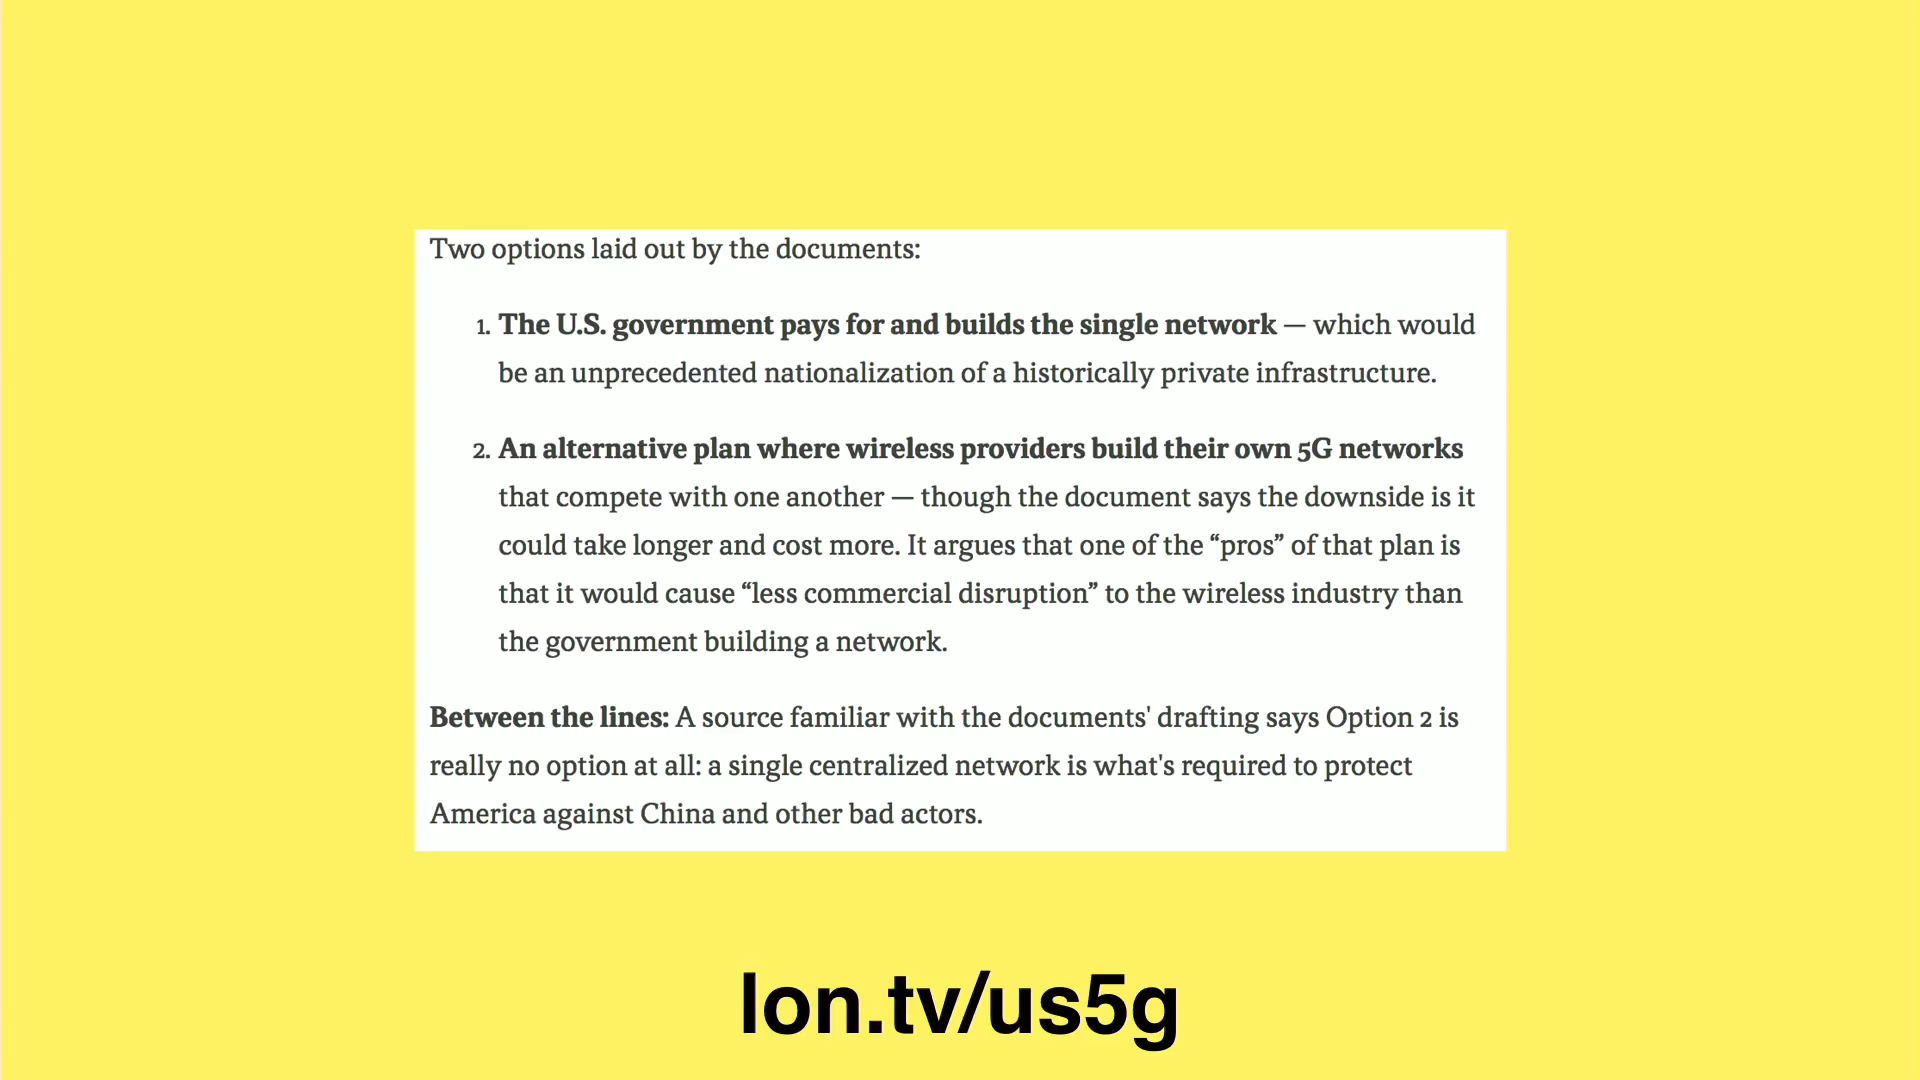 Two options laid out by the documents:
1. The U.S. government pays for and builds the single network — which would
be an unprecedented nationalization of a historically private infrastructure.
2. An alternative plan where wireless providers build their own 5G networks
that compete with one another — though the document says the downside is it
could take longer and cost more. It argues that one of the “pros” of that plan is
that it would cause “less commercial disruption” to the wireless industry than
the government building a network.
Between the lines: A source familiar with the documents' drafting says Option 2 is
really no option at all: a single centralized network is what's required to protect
America against China and other bad actors.
lon.tv/us5g